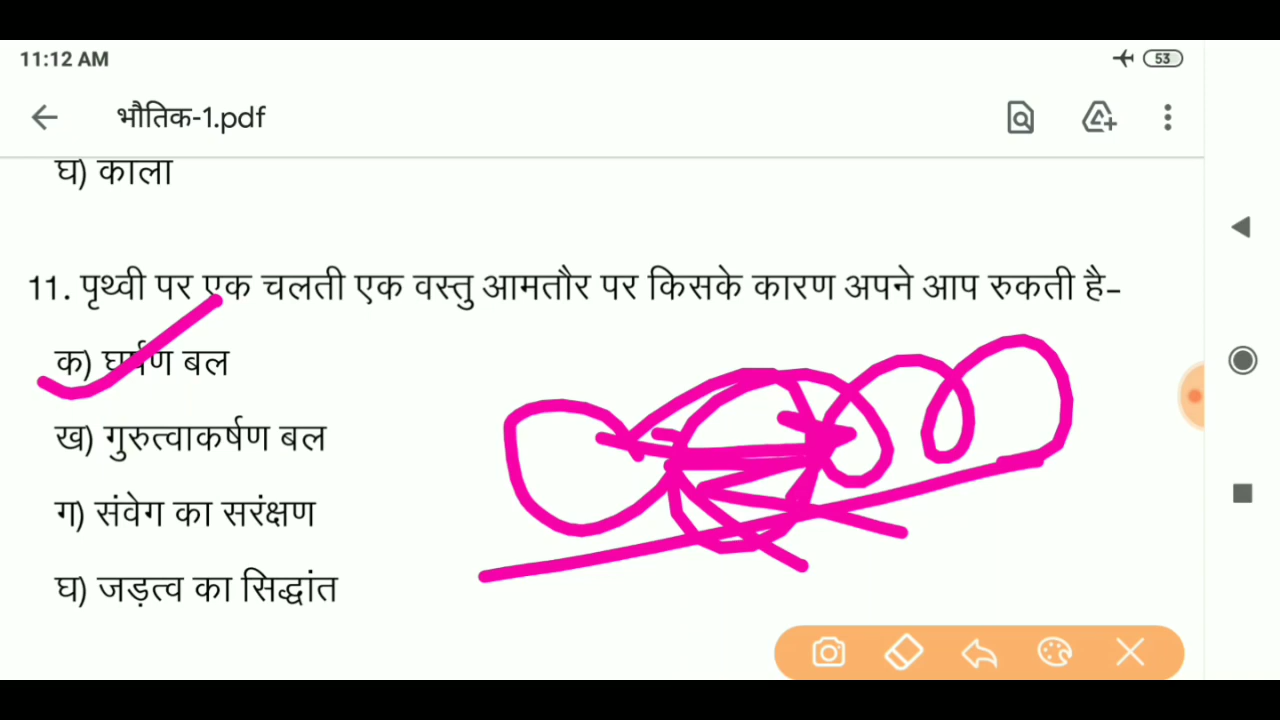 11:12 AM
53
भौतिक-1.pdf
घ) काला
11. पृथ्वी पर एक चलती एक वस्तु आमतौर पर किसके कारण अपने आप रुकती है-
क) घर्षण बल
ख) गुरुत्वाकर्षण बल
ग) संवेग का सरंक्षण
घ) जड़त्व का सिद्धांत